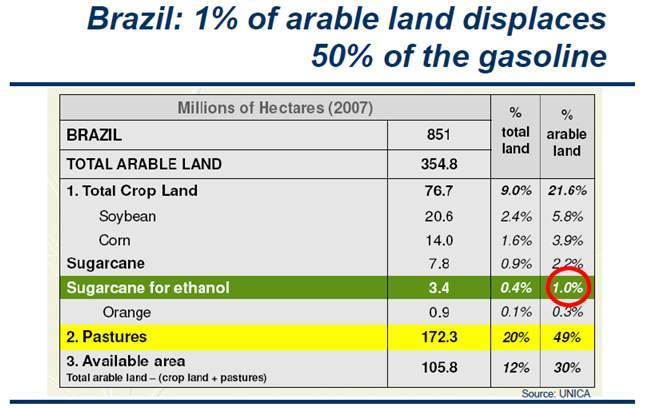 Brazil: 1% of arable land displaces
50% of the gasoline
Millions of Hectares (2007) % total land % arable land
BRAZIL 851
TOTAL ARABLE LAND 354.8
1. Total Crop Land 76.7 9.0% 21.6%
Soybean 20.6 2.4% 5.8%
Corn 14.0 1.6% 3.9%
Sugarcane 7.8 0.9% 2.2%
Sugarcane for ethanol 3.4 0.4% 1.0%
Orange 0.9 0.1% 0.3%
2. Pastures 172.3 20% 49%
3. Available area 105.8 12% 30%
Total arable land – (crop land + pastures)
Source: UNICA